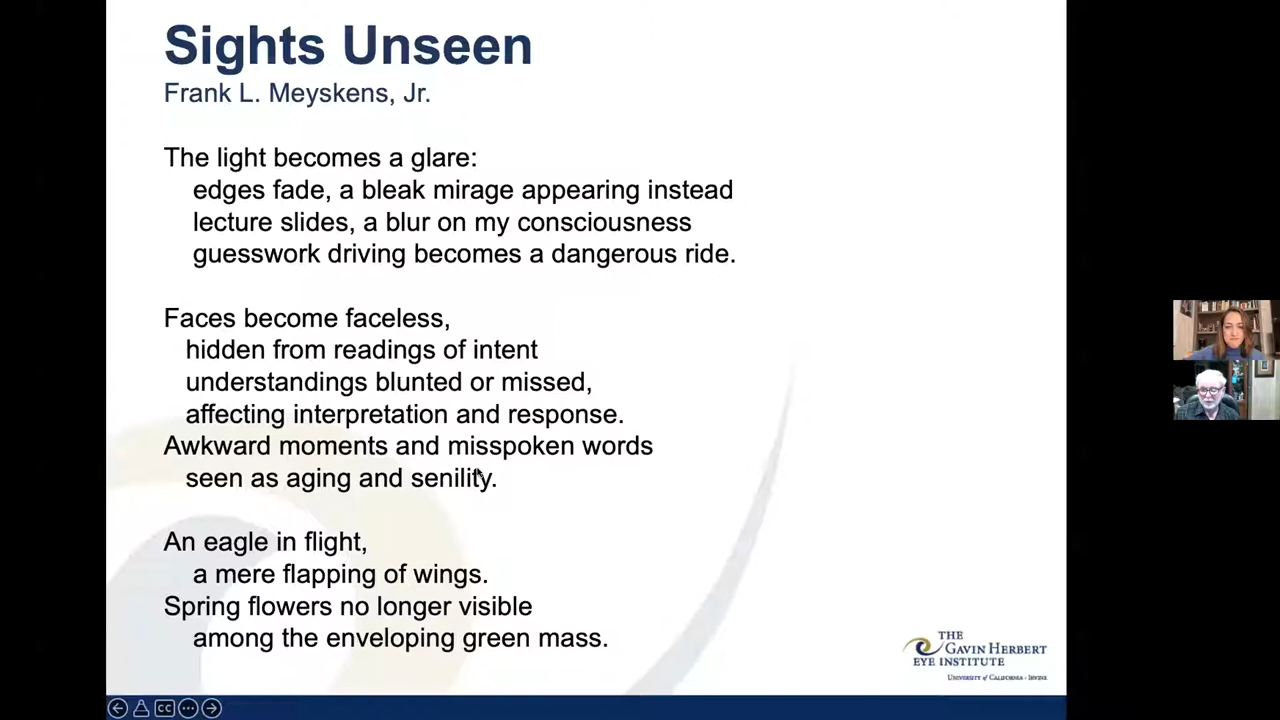 Sights Unseen
Frank L. Meyskens, Jr.
The light becomes a glare:
edges fade, a bleak mirage appearing instead
lecture slides, a blur on my consciousness
guesswork driving becomes a dangerous ride.
Faces become faceless,
hidden from readings of intent
understandings blunted or missed,
affecting interpretation and response.
Awkward moments and misspoken words
seen as aging and senility.
An eagle in flight,
a mere flapping of wings.
Spring flowers no longer visible
among the enveloping green mass.
THE
GAVIN HERBERT
EYE INSTITUTE
UNIVERSITY of CALIFORNIA · IRVINE
CC